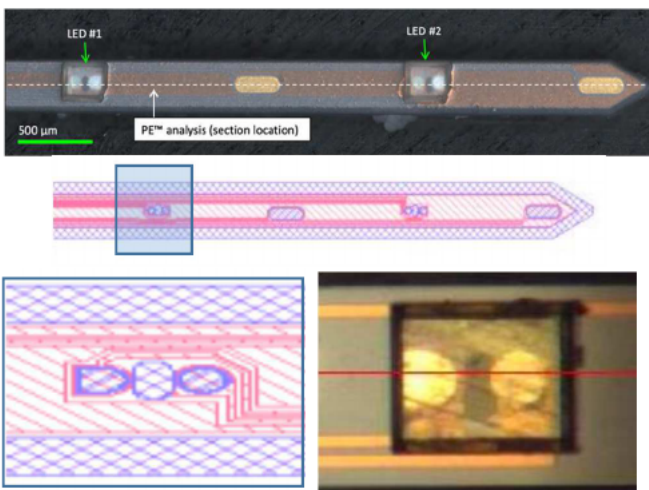 LED #1
LED #2
PE™ analysis (section location)
500 μm